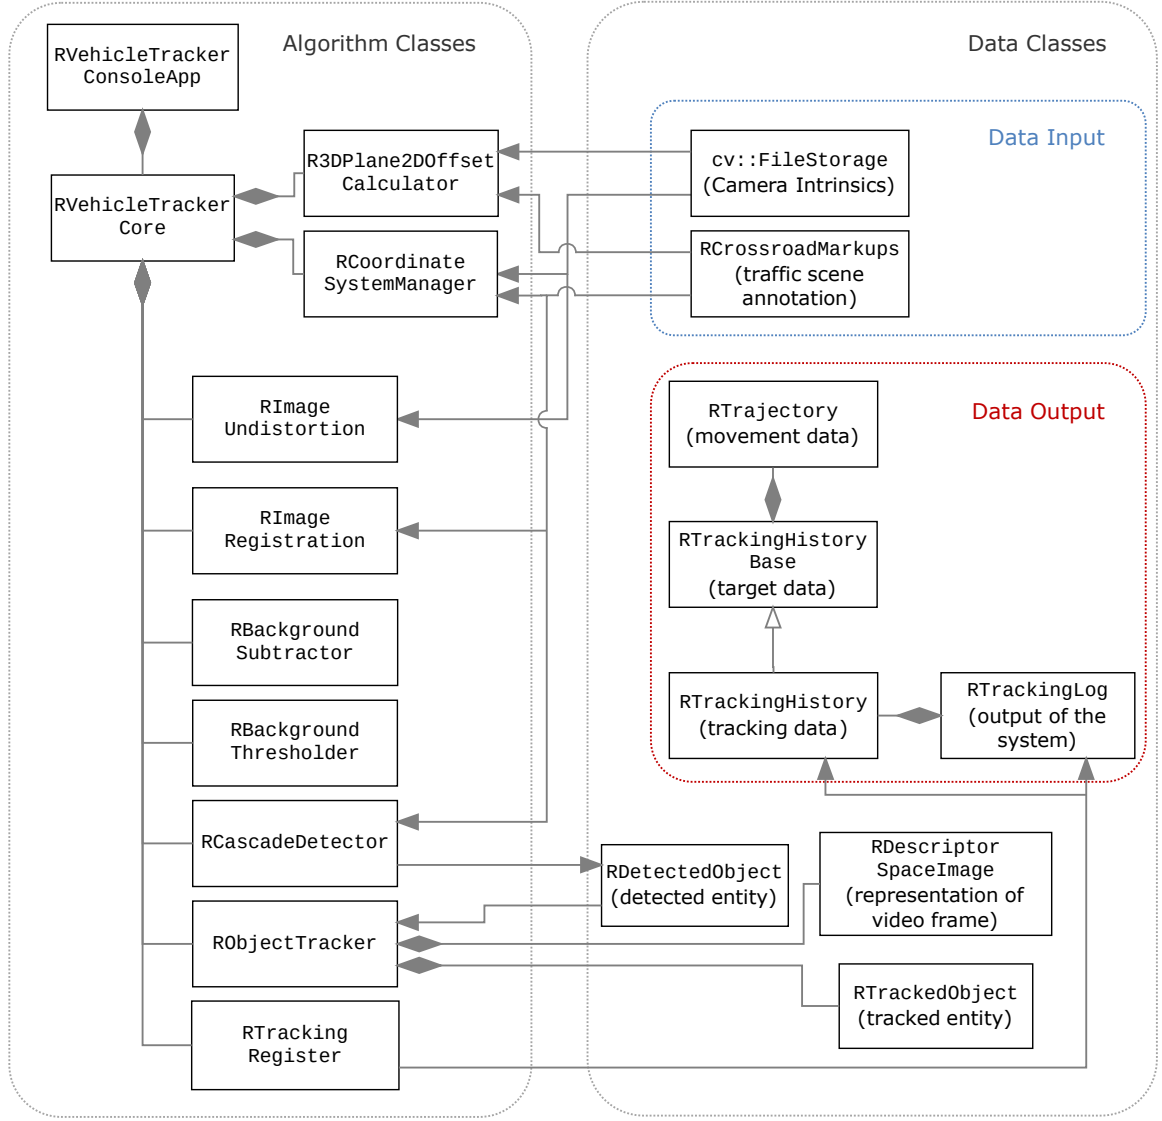 Algorithm Classes
Data Classes
RVehicleTracker
ConsoleApp
RVehicleTracker
Core
R3DPlane2DOffset
Calculator
RCoordinate
SystemManager
RImage
Undistortion
RImage
Registration
RBackground
Subtractor
RBackground
Thresholder
RCascadeDetector
RObjectTracker
RTracking
Register
Data Input
cv::FileStorage
(Camera Intrinsics)
RCrossroadMarkups
(traffic scene
annotation)
Data Output
RTrajectory
(movement data)
RTrackingHistory
Base
(target data)
RTrackingHistory
(tracking data)
RTrackingLog
(output of the
system)
RDetectedObject
(detected entity)
RDescriptor
SpaceImage
(representation of
video frame)
RTrackedObject
(tracked entity)